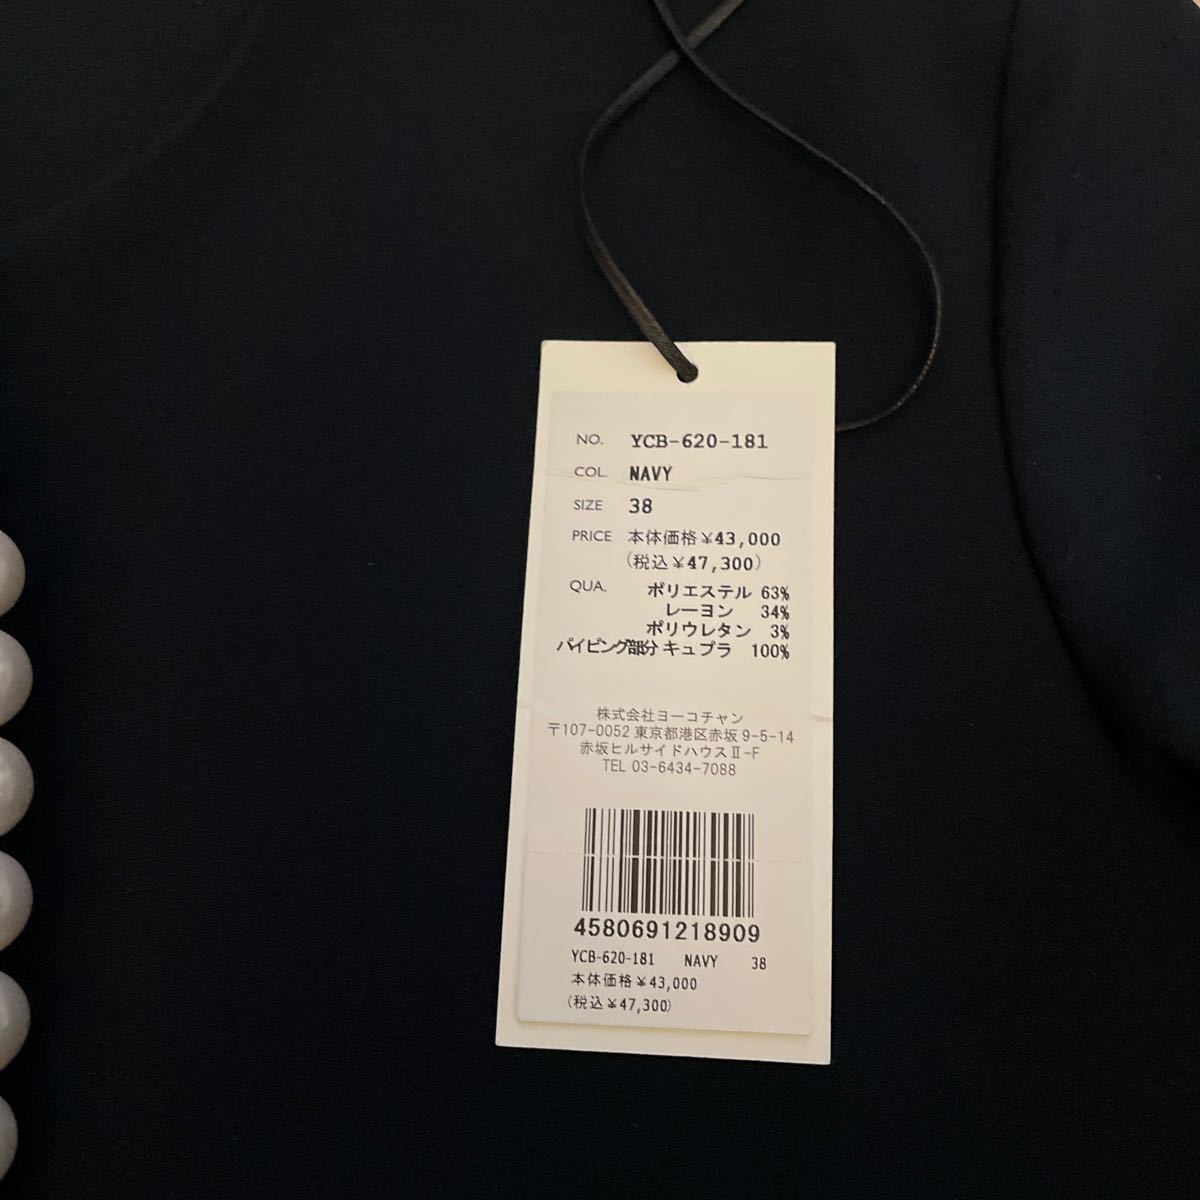 NO. YCB-620-181
COL. NAVY
SIZE 38
PRICE 本体価格¥43,000
(税込¥47,300)
QUA. ポリエステル 63%
レーヨン 34%
ポリウレタン 3%
パイピング部分 キュプラ 100%
株式会社ヨーコチャン
〒107-0052 東京都港区赤坂 9-5-14
赤坂ヒルサイドハウスⅡ-F
TEL 03-6434-7088
4580691218909
YCB-620-181 NAVY 38
本体価格¥43,000
(税込¥47,300)